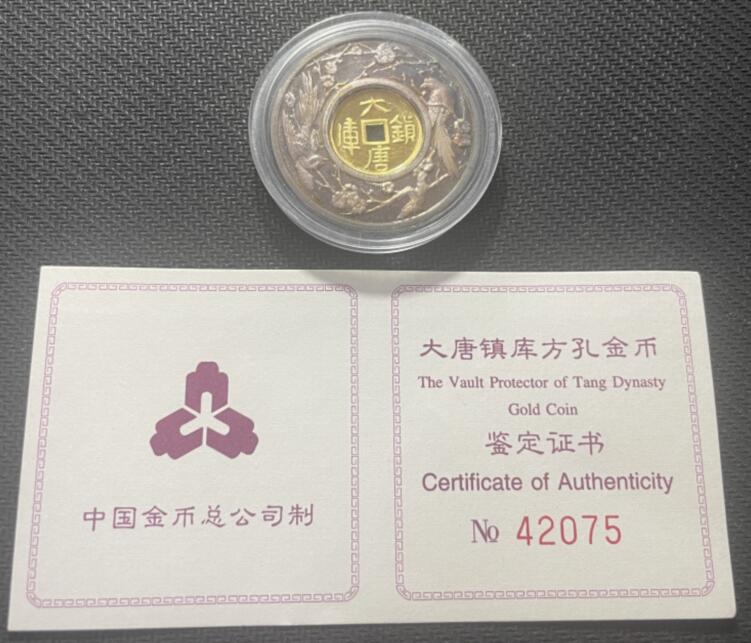 大
庫 鎮
唐
中国金币总公司制
大唐镇库方孔金币
The Vault Protector of Tang Dynasty
Gold Coin
鉴定证书
Certificate of Authenticity
№ 42075